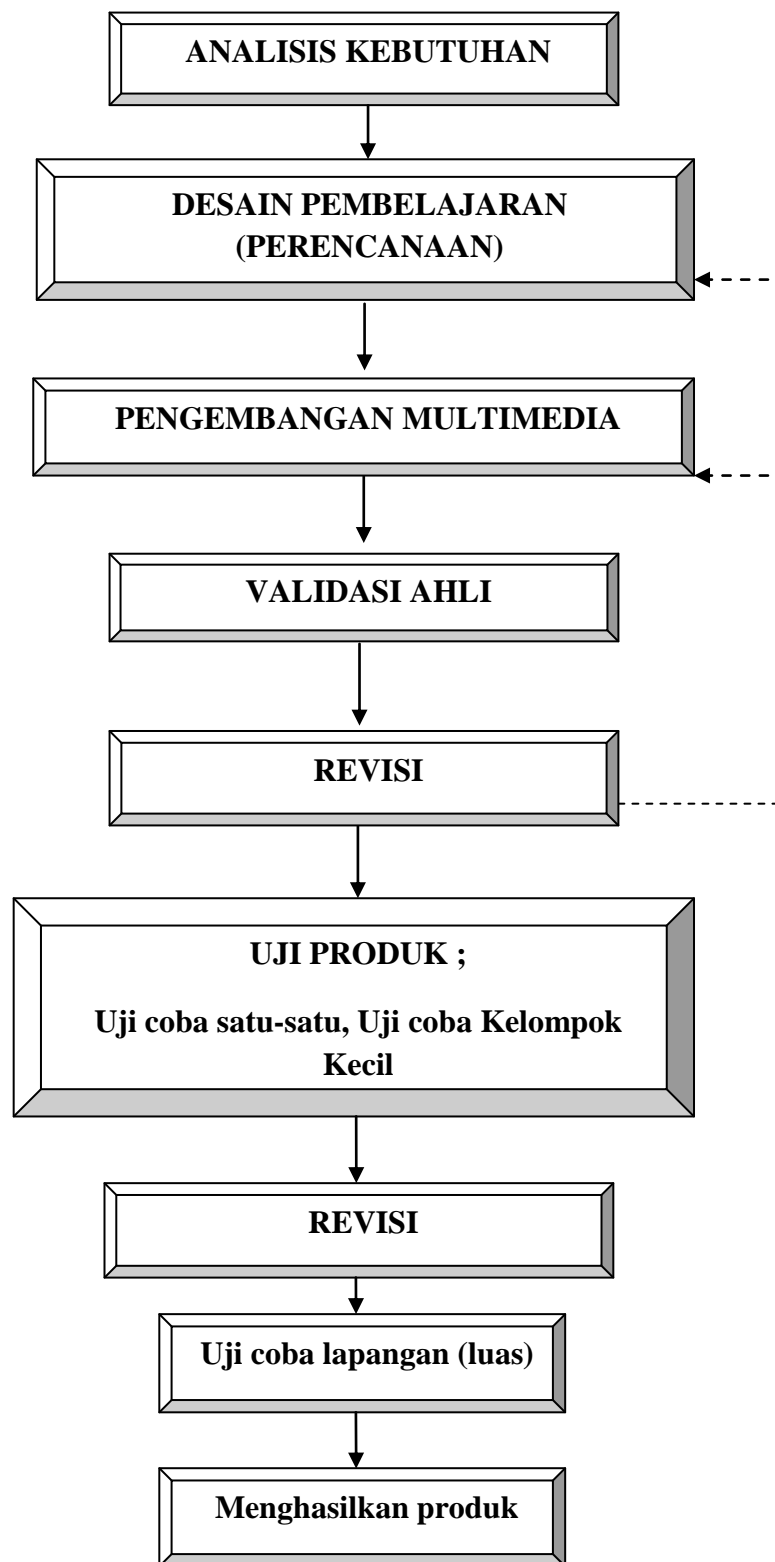 ANALISIS KEBUTUHAN
DESAIN PEMBELAJARAN
(PERENCANAAN)
PENGEMBANGAN MULTIMEDIA
VALIDASI AHLI
REVISI
UJI PRODUK ;
Uji coba satu-satu, Uji coba Kelompok
Kecil
REVISI
Uji coba lapangan (luas)
Menghasilkan produk